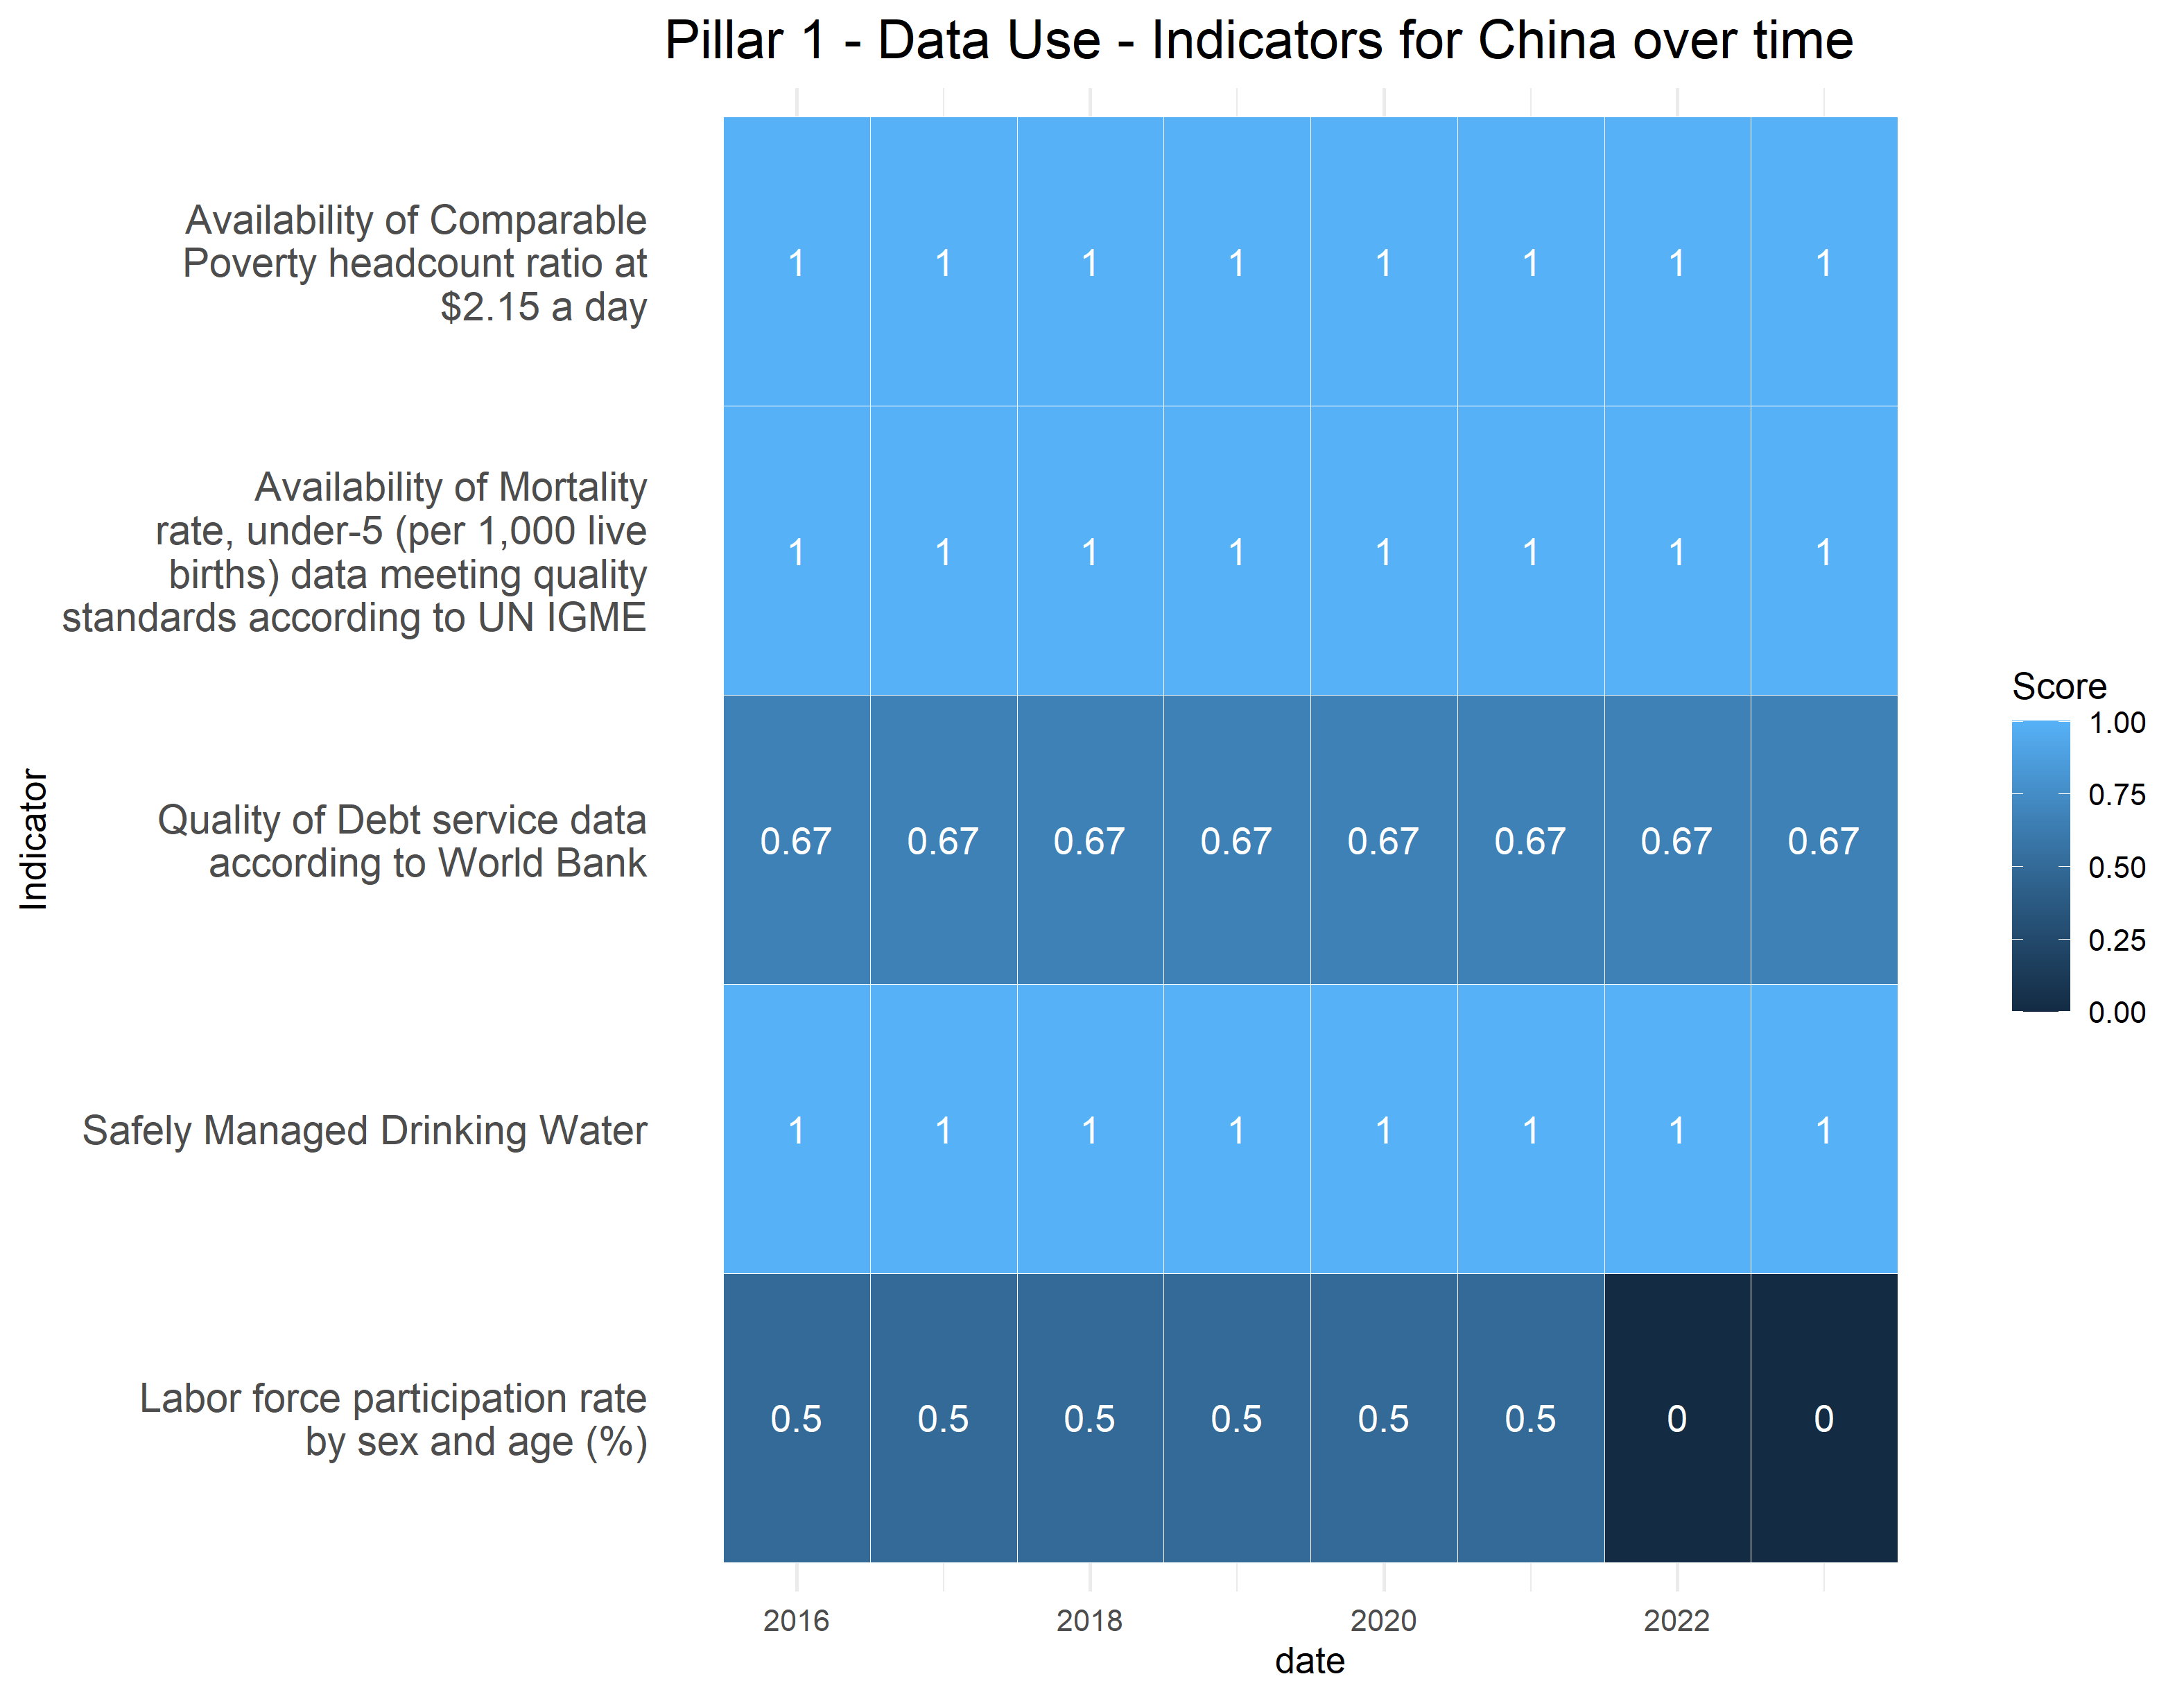 Pillar 1 - Data Use - Indicators for China over time
Indicator
Availability of Comparable
Poverty headcount ratio at
$2.15 a day
1 1 1 1 1 1 1 1
Availability of Mortality
rate, under-5 (per 1,000 live
births) data meeting quality
standards according to UN IGME
1 1 1 1 1 1 1 1
Quality of Debt service data
according to World Bank
0.67 0.67 0.67 0.67 0.67 0.67 0.67 0.67
Safely Managed Drinking Water
1 1 1 1 1 1 1 1
Labor force participation rate
by sex and age (%)
0.5 0.5 0.5 0.5 0.5 0.5 0 0
2016 2018 2020 2022
date
Score
1.00
0.75
0.50
0.25
0.00